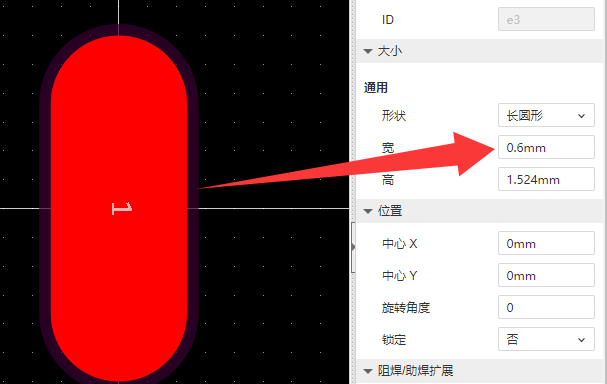 ID e3
大小
通用
形状 长圆形
宽 0.6mm
高 1.524mm
位置
中心 X 0mm
中心 Y 0mm
旋转角度 0
锁定 否
阻焊/助焊扩展
1